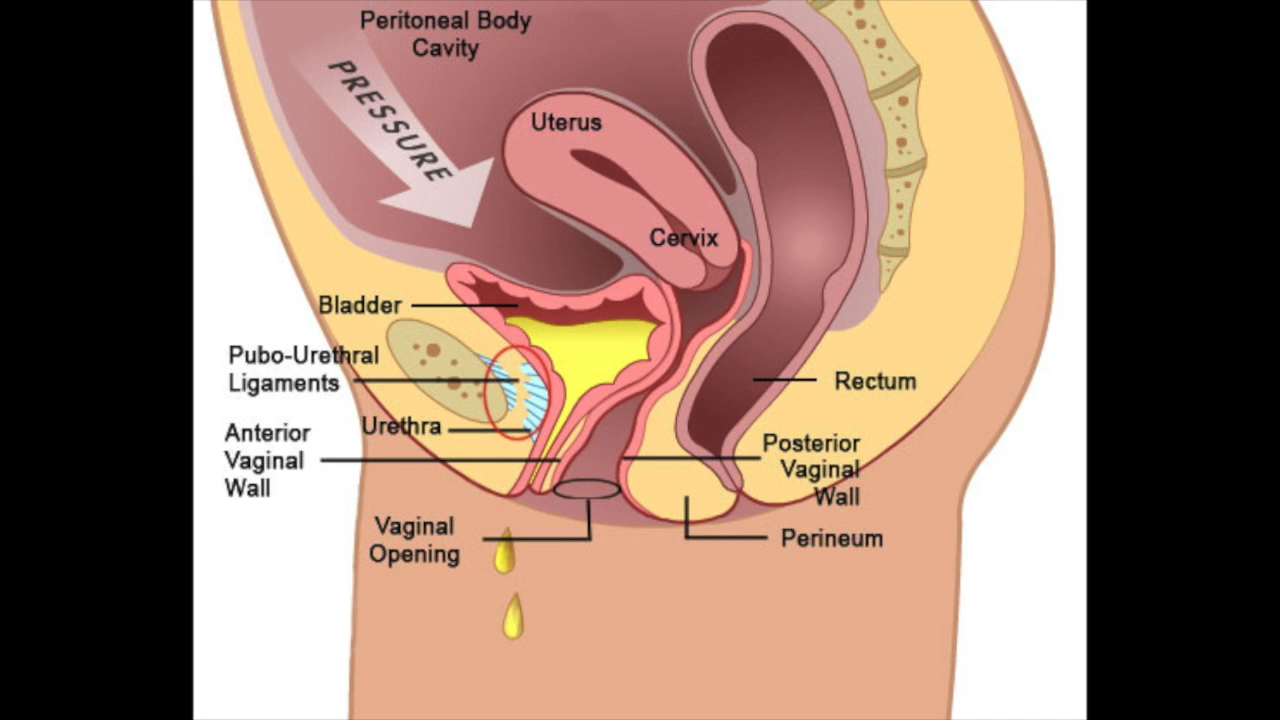 Peritoneal Body
Cavity
PRESSURE
Uterus
Cervix
Bladder
Pubo-Urethral
Ligaments
Rectum
Urethra
Anterior
Vaginal
Wall
Posterior
Vaginal
Wall
Vaginal
Opening
Perineum